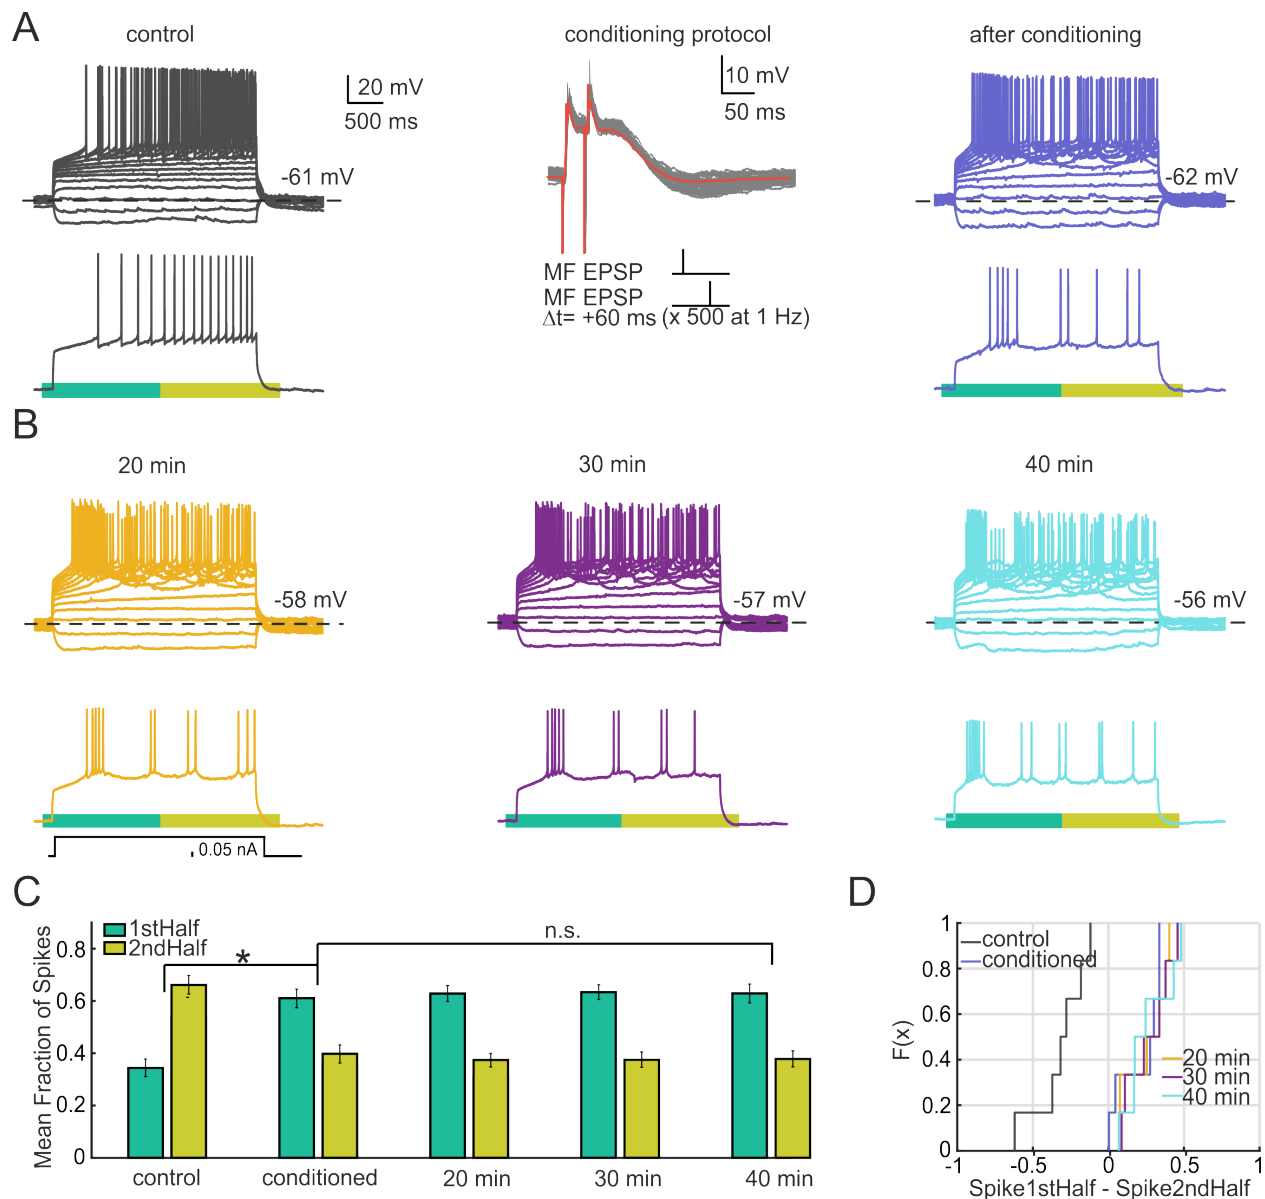 A
control
conditioning protocol
after conditioning
20 mV
500 ms
10 mV
50 ms
-61 mV
-62 mV
MF EPSP
MF EPSP
Δt= +60 ms (x 500 at 1 Hz)
B
20 min
30 min
40 min
-58 mV
-57 mV
-56 mV
0.05 nA
C
D
1stHalf
2ndHalf
*
n.s.
Mean Fraction of Spikes
0.8
0.6
0.4
0.2
0
control
conditioned
20 min
30 min
40 min
control
conditioned
20 min
30 min
40 min
F(x)
1
0.8
0.6
0.4
0.2
0
-1
-0.5
0
0.5
1
Spike1stHalf - Spike2ndHalf